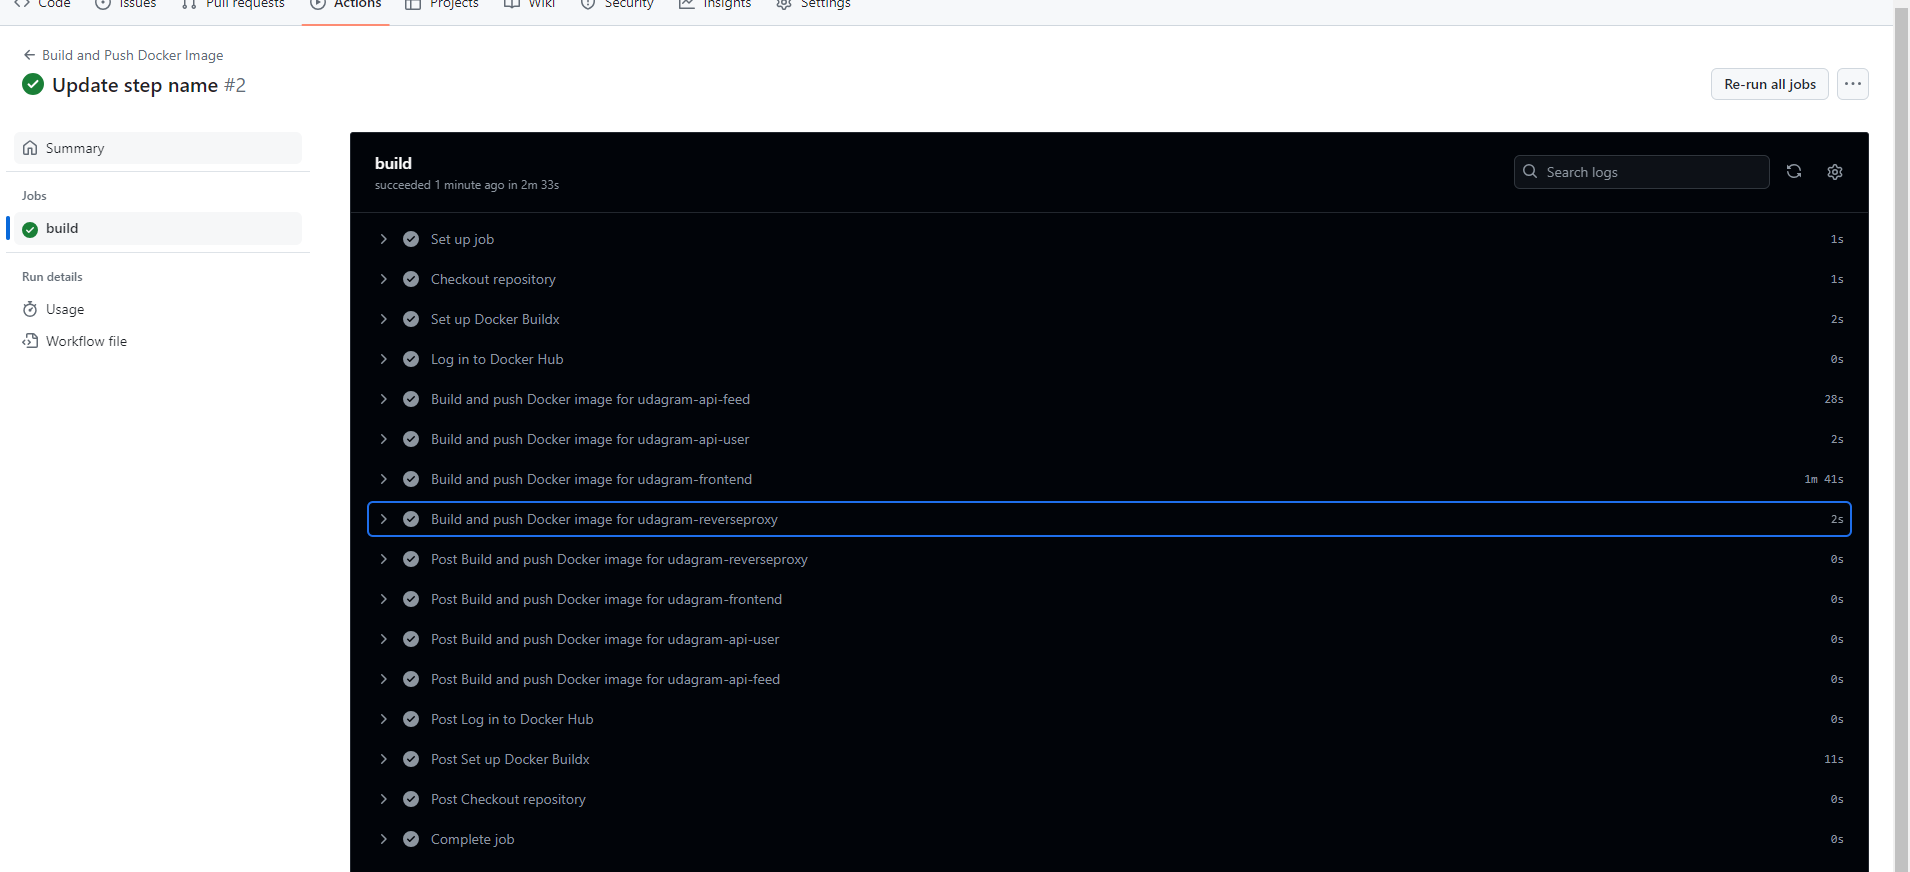 Code Issues Pull requests Actions Projects Wiki Security Insights Settings
Build and Push Docker Image
Update step name #2
Re-run all jobs
Summary
Jobs
build
Run details
Usage
Workflow file
build
succeeded 1 minute ago in 2m 33s
Search logs
Set up job 1s
Checkout repository 1s
Set up Docker Buildx 2s
Log in to Docker Hub 0s
Build and push Docker image for udagram-api-feed 28s
Build and push Docker image for udagram-api-user 2s
Build and push Docker image for udagram-frontend 1m 41s
Build and push Docker image for udagram-reverseproxy 2s
Post Build and push Docker image for udagram-reverseproxy 0s
Post Build and push Docker image for udagram-frontend 0s
Post Build and push Docker image for udagram-api-user 0s
Post Build and push Docker image for udagram-api-feed 0s
Post Log in to Docker Hub 0s
Post Set up Docker Buildx 11s
Post Checkout repository 0s
Complete job 0s